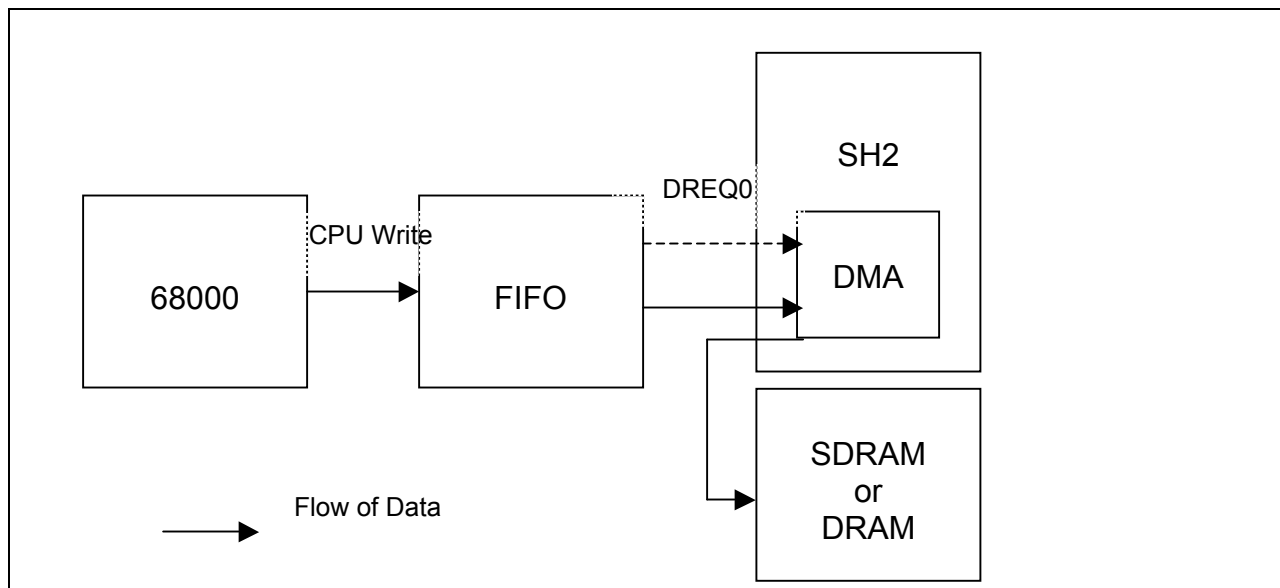 SH2
DREQ0
CPU Write
68000
FIFO
DMA
SDRAM
or
DRAM
Flow of Data